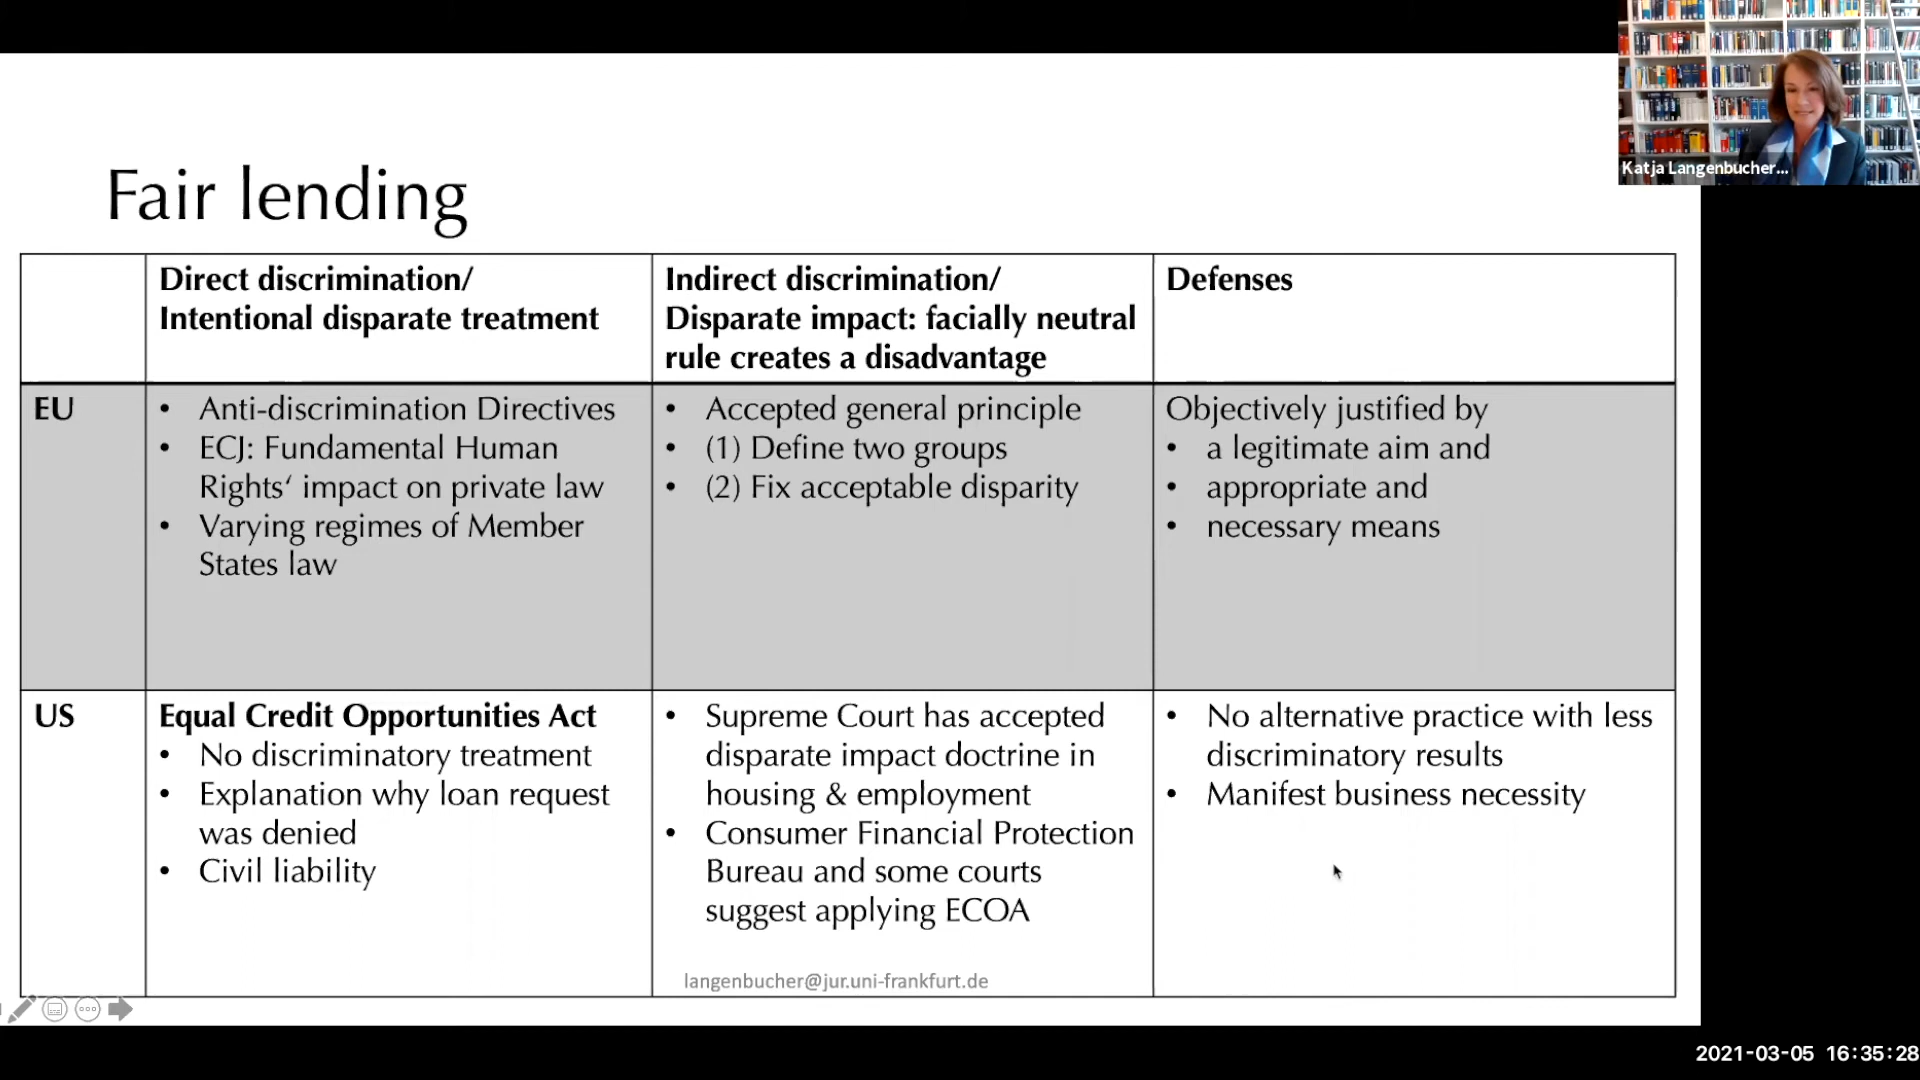 Katja Langenbucher...
Fair lending
Direct discrimination/
Intentional disparate treatment
Indirect discrimination/
Disparate impact: facially neutral
rule creates a disadvantage
Defenses
EU
• Anti-discrimination Directives
• ECJ: Fundamental Human
Rights‘ impact on private law
• Varying regimes of Member
States law
• Accepted general principle
• (1) Define two groups
• (2) Fix acceptable disparity
Objectively justified by
• a legitimate aim and
• appropriate and
• necessary means
US
Equal Credit Opportunities Act
• No discriminatory treatment
• Explanation why loan request
was denied
• Civil liability
• Supreme Court has accepted
disparate impact doctrine in
housing & employment
• Consumer Financial Protection
Bureau and some courts
suggest applying ECOA
• No alternative practice with less
discriminatory results
• Manifest business necessity
langenbucher@jur.uni-frankfurt.de
2021-03-05 16:35:28